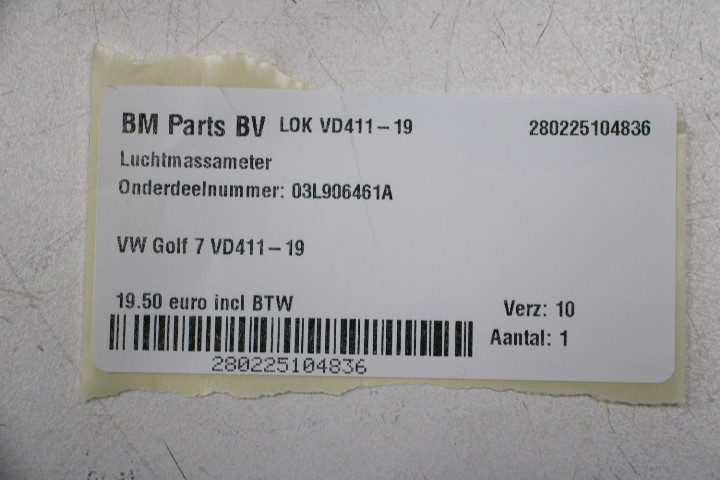 BM Parts BV LOK VD411-19 280225104836
Luchtmassameter
Onderdeelnummer: 03L906461A
VW Golf 7 VD411-19
19.50 euro incl BTW
Verz: 10
Aantal: 1
280225104836